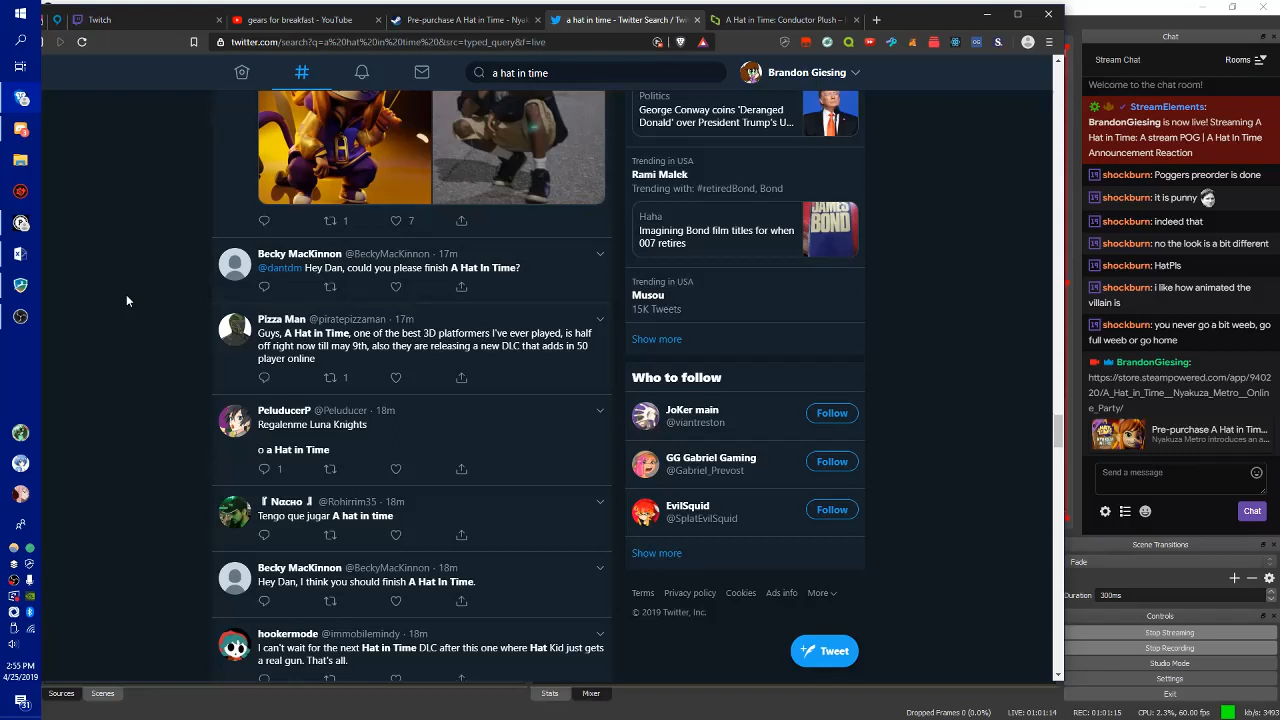 Twitch
gears for breakfast - YouTube
Pre-purchase A Hat in Time - Nyak
a hat in time - Twitter Search / Twi
A Hat in Time: Conductor Plush –
twitter.com/search?q=a%20hat%20in%20time%20&src=typed_query&f=live
a hat in time
Brandon Giesing
1
7
Becky MacKinnon @BeckyMacKinnon · 17m
@dantdm Hey Dan, could you please finish A Hat In Time?
Pizza Man @piratepizzaman · 17m
Guys, A Hat in Time, one of the best 3D platformers I've ever played, is half
off right now till may 9th, also they are releasing a new DLC that adds in 50
player online
1
PeluducerP @Peluducer · 18m
Regalenme Luna Knights
o a Hat in Time
1
『 Nαcнo 』 @Rohirrim35 · 18m
Tengo que jugar A hat in time
Becky MacKinnon @BeckyMacKinnon · 18m
Hey Dan, I think you should finish A Hat In Time.
hookermode @immobilemindy · 18m
I can't wait for the next Hat in Time DLC after this one where Hat Kid just gets
a real gun. That's all.
Politics
George Conway coins 'Deranged
Donald' over President Trump's U...
Trending in USA
Rami Malek
Trending with: #retiredBond, Bond
Haha
Imagining Bond film titles for when
007 retires
JAMES
BOND
Trending in USA
Musou
15K Tweets
Show more
Who to follow
JoKer main
@viantreston
Follow
GG Gabriel Gaming
@Gabriel_Prevost
Follow
EvilSquid
@SplatEvilSquid
Follow
Show more
Terms Privacy policy Cookies Ads info More
© 2019 Twitter, Inc.
Tweet
Chat
Stream Chat
Rooms
Welcome to the chat room!
StreamElements:
BrandonGiesing is now live! Streaming A
Hat in Time: A stream POG | A Hat In Time
Announcement Reaction
shockburn: Poggers preorder is done
shockburn: it is punny
shockburn: indeed that
shockburn: no the look is a bit different
shockburn: HatPls
shockburn: i like how animated the
villain is
shockburn: you never go a bit weeb, go
full weeb or go home
BrandonGiesing:
https://store.steampowered.com/app/9402
20/A_Hat_in_Time__Nyakuza_Metro__Onlin
e_Party/
Pre-purchase A Hat in Tim...
Nyakuza Metro introduces an a...
Send a message
Chat
Scene Transitions
Fade
Duration 300ms
Controls
Stop Streaming
Stop Recording
Studio Mode
Settings
Exit
2:55 PM
4/25/2019
Sources
Scenes
Stats
Mixer
Dropped Frames 0 (0.0%)
LIVE: 01:01:14
REC: 01:01:15
CPU: 2.3%, 60.00 fps
kb/s: 3493